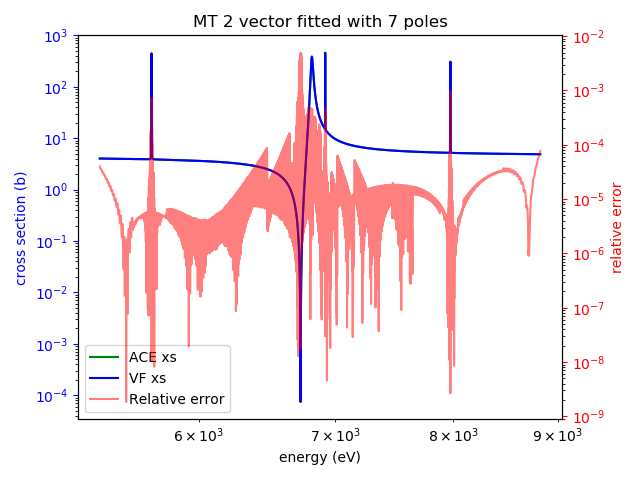 MT 2 vector fitted with 7 poles
10³
10²
10¹
10⁰
10⁻¹
10⁻²
10⁻³
10⁻⁴
cross section (b)
10⁻²
10⁻³
10⁻⁴
10⁻⁵
10⁻⁶
10⁻⁷
10⁻⁸
10⁻⁹
relative error
ACE xs
VF xs
Relative error
6 × 10³ 7 × 10³ 8 × 10³ 9 × 10³
energy (eV)